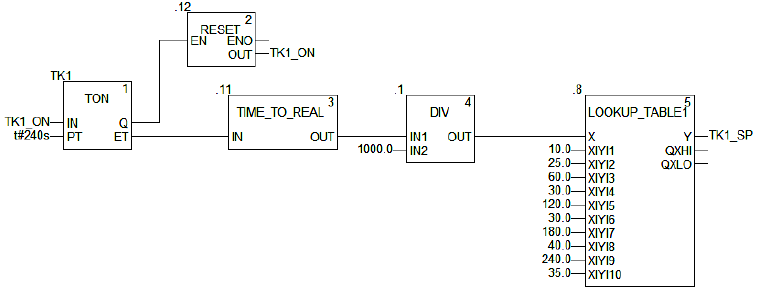 .12
RESET 2
EN ENO
OUT TK1_ON
TK1
1
TON
TK1_ON IN Q
t#240s PT ET
.11
3
TIME_TO_REAL
IN OUT
.1
4
DIV
IN1 OUT
1000.0 IN2
.8
5
LOOKUP_TABLE1
X Y TK1_SP
10.0 XIYI1 QXHI
25.0 XIYI2 QXLO
60.0 XIYI3
30.0 XIYI4
120.0 XIYI5
30.0 XIYI6
180.0 XIYI7
40.0 XIYI8
240.0 XIYI9
35.0 XIYI10